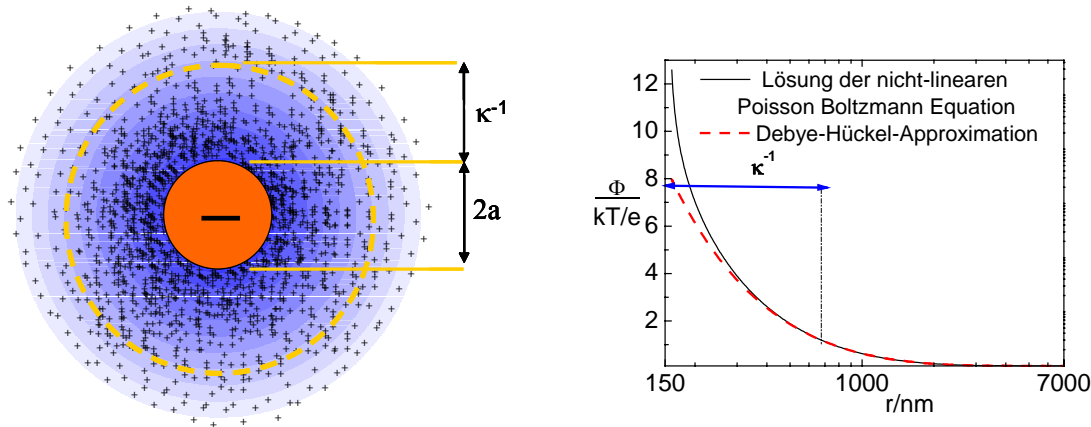 κ⁻¹
2a
−
12
10
8
6
4
2
Φ
kT/e
Lösung der nicht-linearen
Poisson Boltzmann Equation
Debye-Hückel-Approximation
κ⁻¹
150 1000 7000
r/nm